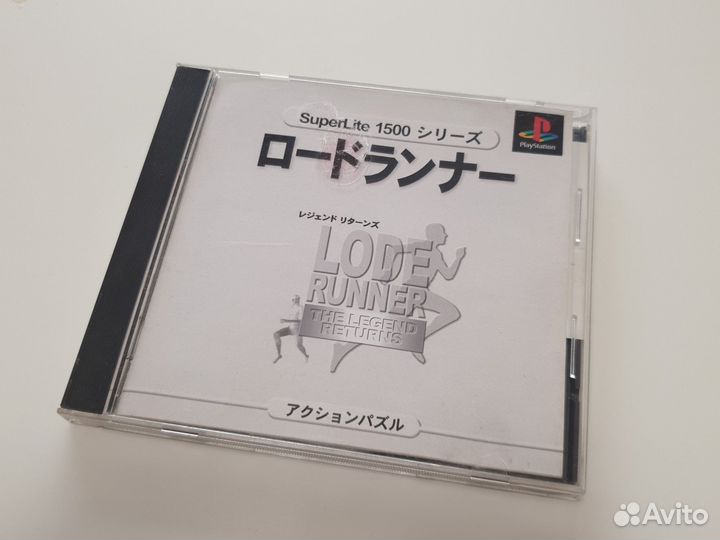 SuperLite 1500 シリーズ
PlayStation
ロードランナー
レジェンド リターンズ
LODE
RUNNER
THE LEGEND
RETURNS
アクションパズル
Avito